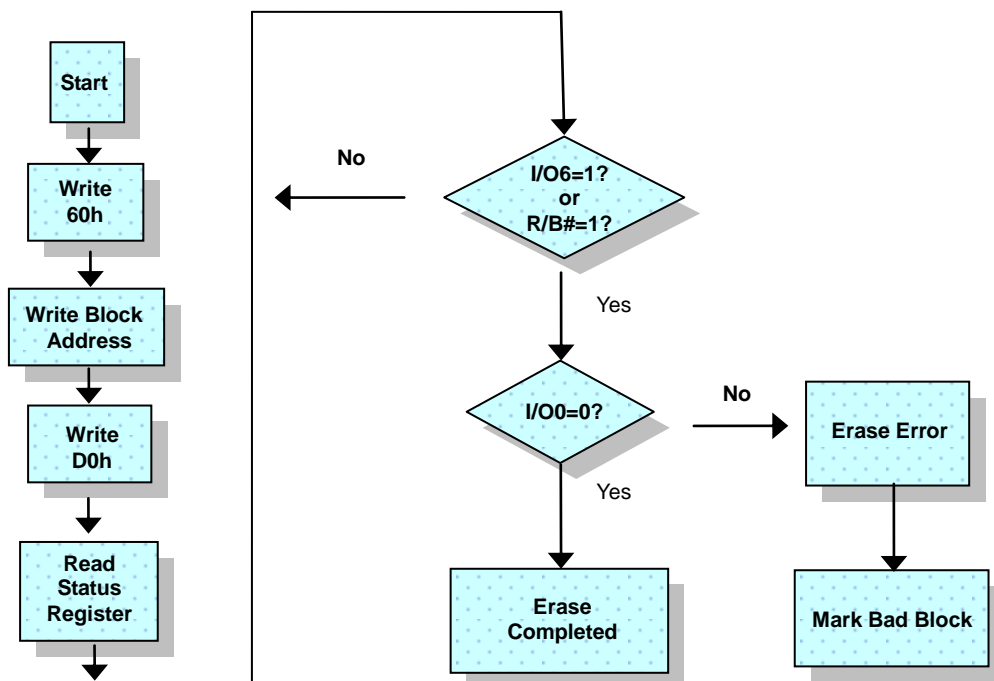 Start
Write
60h
Write Block
Address
Write
D0h
Read
Status
Register
I/O6=1?
or
R/B#=1?
No
Yes
I/O0=0?
No
Yes
Erase
Completed
Erase Error
Mark Bad Block